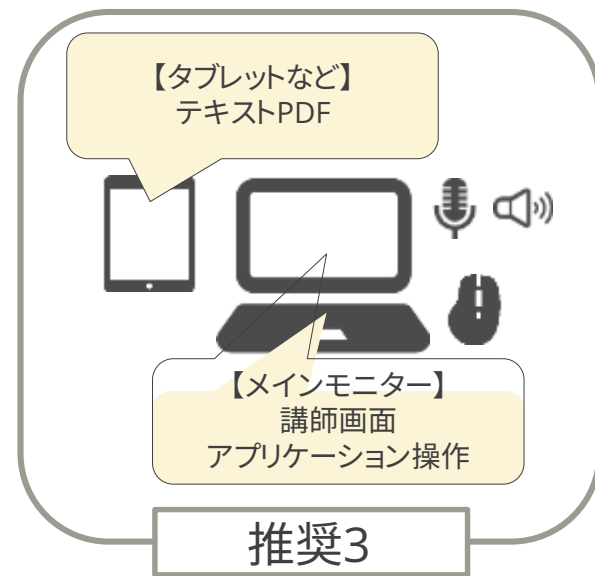 【タブレットなど】
テキストPDF
【メインモニター】
講師画面
アプリケーション操作
推奨3